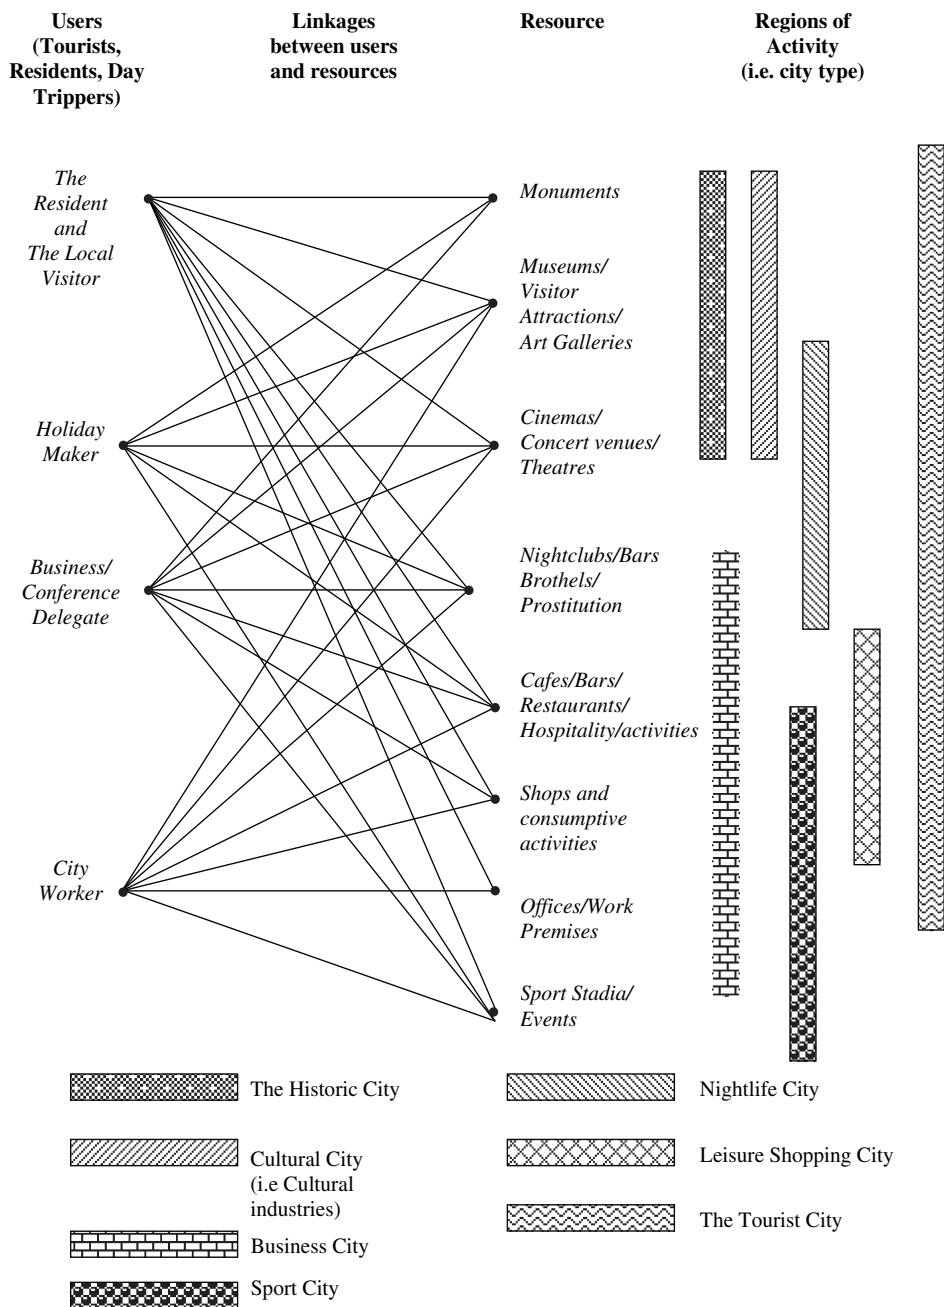 Users
(Tourists,
Residents, Day
Trippers)
Linkages
between users
and resources
Resource
Regions of
Activity
(i.e. city type)
The
Resident
and
The Local
Visitor
Holiday
Maker
Business/
Conference
Delegate
City
Worker
Monuments
Museums/
Visitor
Attractions/
Art Galleries
Cinemas/
Concert venues/
Theatres
Nightclubs/Bars
Brothels/
Prostitution
Cafes/Bars/
Restaurants/
Hospitality/activities
Shops and
consumptive
activities
Offices/Work
Premises
Sport Stadia/
Events
The Historic City
Cultural City
(i.e Cultural
industries)
Business City
Sport City
Nightlife City
Leisure Shopping City
The Tourist City